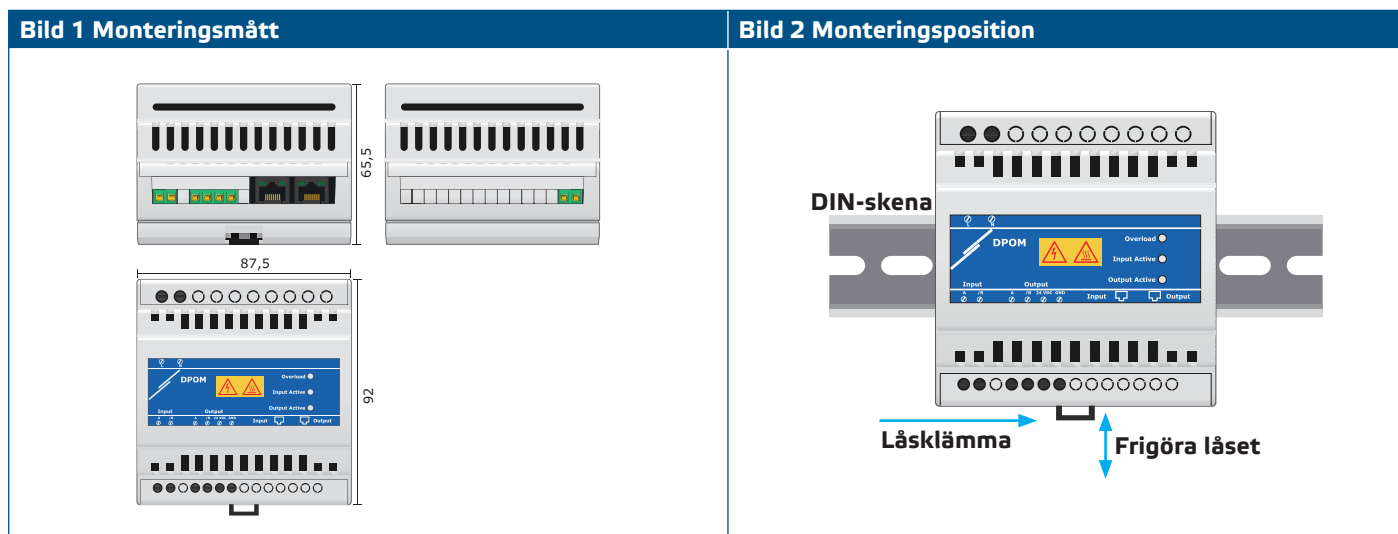 Bild 1 Monteringsmått
65,5
87,5
L N
DPOM
Overload
Input Active
Output Active
Input Output
A /B A /B 24 VDC GND
Input Output
92
Bild 2 Monteringsposition
DIN-skena
L N
DPOM
Overload
Input Active
Output Active
Input Output
A /B A /B 24 VDC GND
Input Output
Låsklämma
Frigöra låset